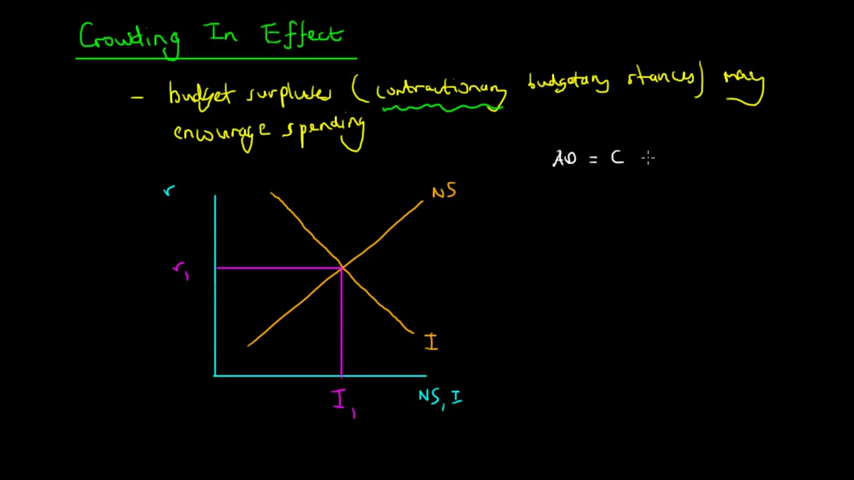 Crowding In Effect
- budget surpluses (contractionary budgetary stances) may
encourage spending
AD = C +
r
NS
r1
I
I1
NS, I